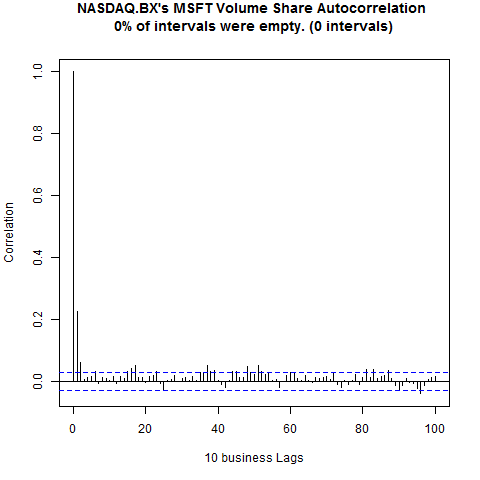 NASDAQ.BX's MSFT Volume Share Autocorrelation
0% of intervals were empty. (0 intervals)
1.0
0.8
0.6
0.4
0.2
0.0
Correlation
0 20 40 60 80 100
10 business Lags